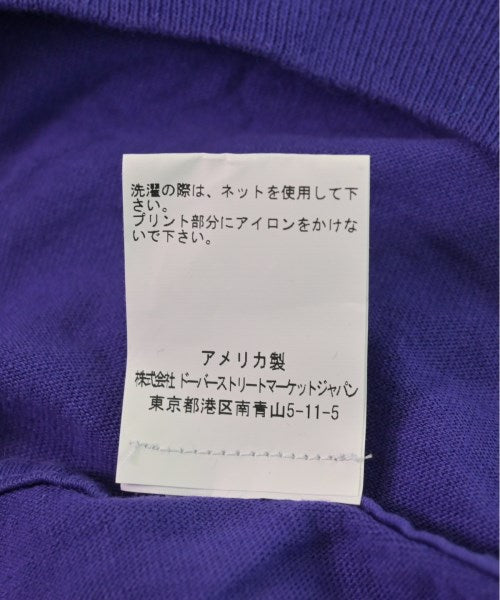 洗濯の際は、ネットを使用して下
さい。
プリント部分にアイロンをかけな
いで下さい。
アメリカ製
株式会社 ドーバーストリートマーケットジャパン
東京都港区南青山5-11-5